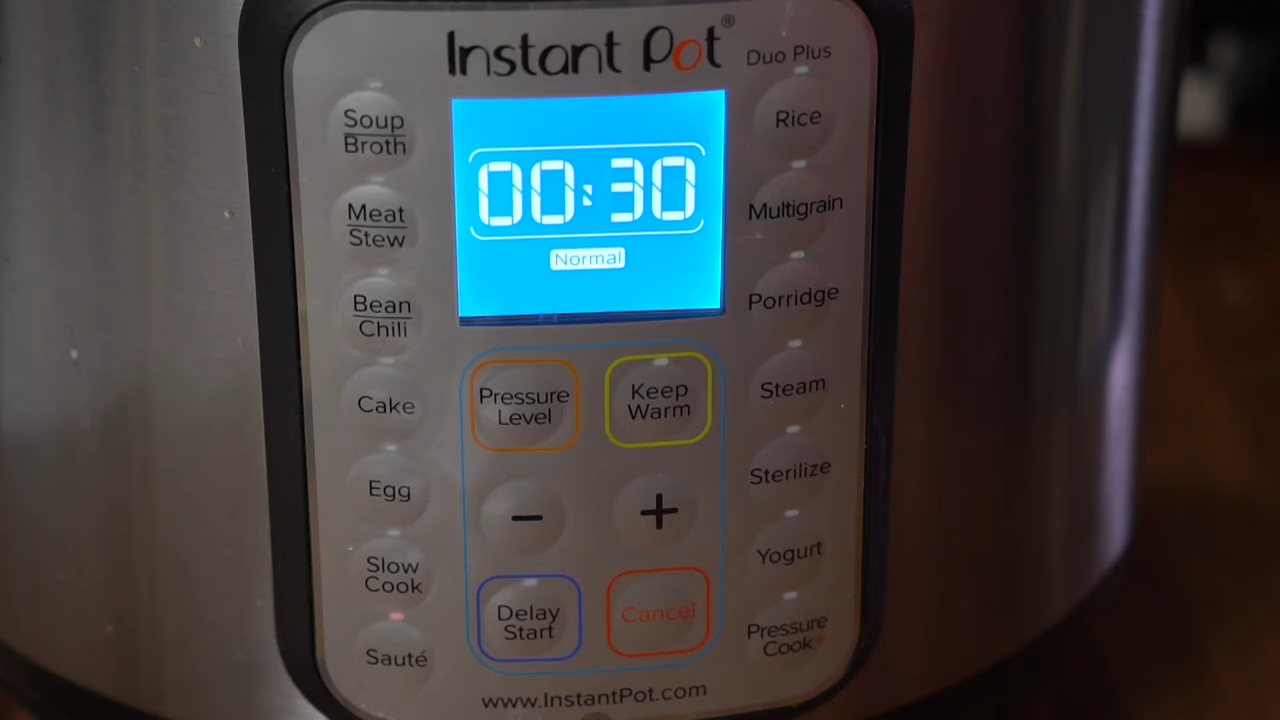 Instant Pot®
Duo Plus
Soup
Broth
Meat
Stew
Bean
Chili
Cake
Egg
Slow
Cook
Sauté
00:30
Normal
Pressure
Level
Keep
Warm
−
+
Delay
Start
Cancel
Rice
Multigrain
Porridge
Steam
Sterilize
Yogurt
Pressure
Cook
www.InstantPot.com